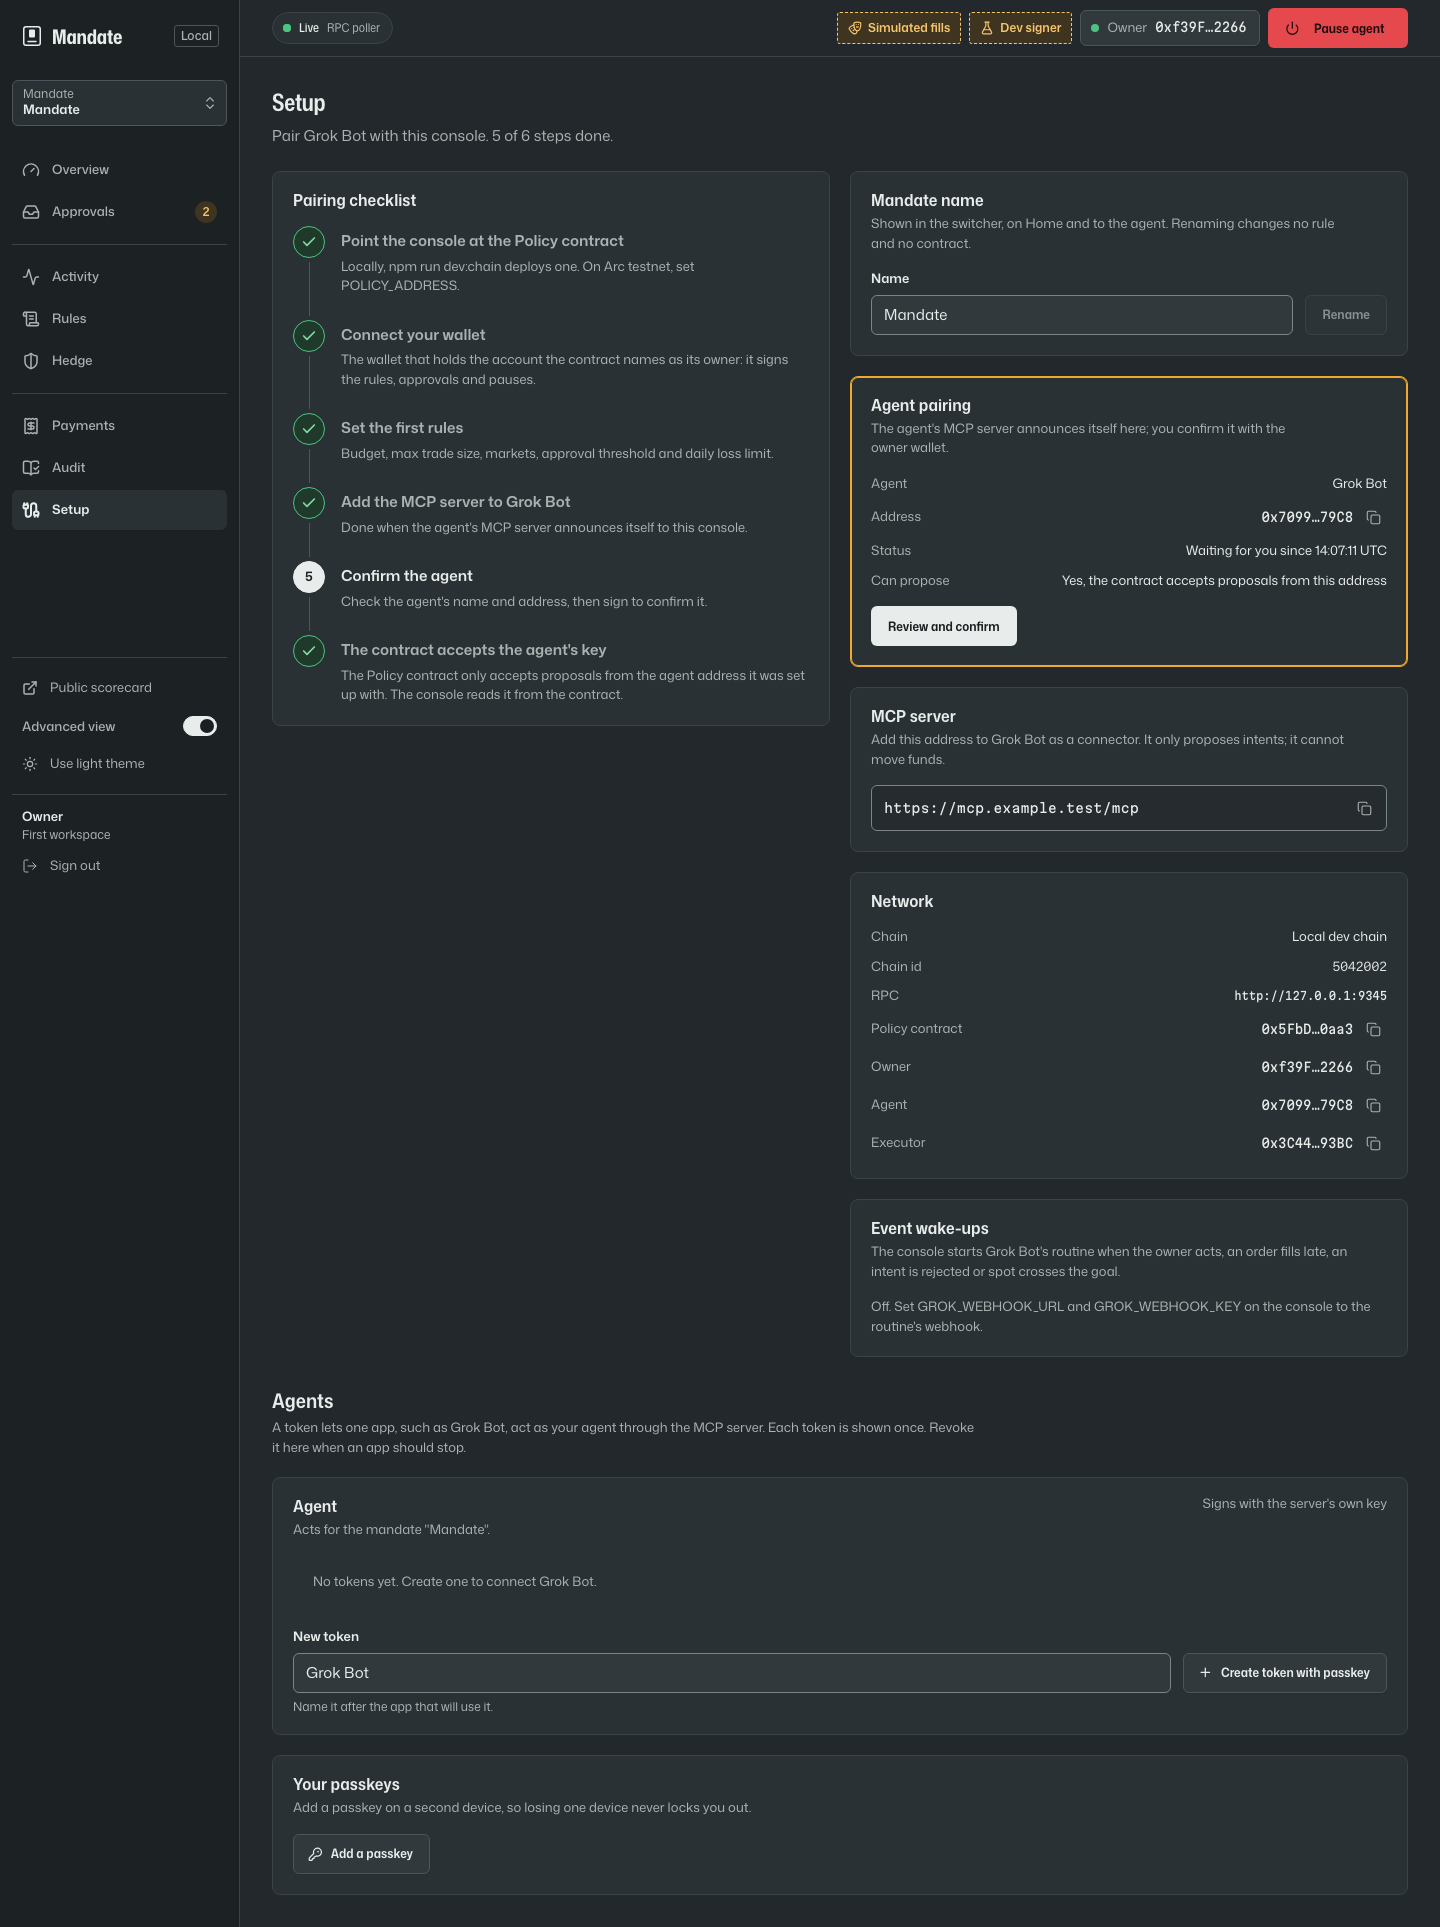 Mandate
Local
Mandate
Mandate
Overview
Approvals
2
Activity
Rules
Hedge
Payments
Audit
Setup
Public scorecard
Advanced view
Use light theme
Owner
First workspace
Sign out
Live RPC poller
Simulated fills
Dev signer
Owner 0xf39F…2266
Pause agent
Setup
Pair Grok Bot with this console. 5 of 6 steps done.
Pairing checklist
Point the console at the Policy contract
Locally, npm run dev:chain deploys one. On Arc testnet, set
POLICY_ADDRESS.
Connect your wallet
The wallet that holds the account the contract names as its owner: it signs
the rules, approvals and pauses.
Set the first rules
Budget, max trade size, markets, approval threshold and daily loss limit.
Add the MCP server to Grok Bot
Done when the agent's MCP server announces itself to this console.
5
Confirm the agent
Check the agent's name and address, then sign to confirm it.
The contract accepts the agent's key
The Policy contract only accepts proposals from the agent address it was set
up with. The console reads it from the contract.
Mandate name
Shown in the switcher, on Home and to the agent. Renaming changes no rule
and no contract.
Name
Mandate
Rename
Agent pairing
The agent's MCP server announces itself here; you confirm it with the
owner wallet.
Agent Grok Bot
Address 0x7099…79C8
Status Waiting for you since 14:07:11 UTC
Can propose Yes, the contract accepts proposals from this address
Review and confirm
MCP server
Add this address to Grok Bot as a connector. It only proposes intents; it cannot
move funds.
https://mcp.example.test/mcp
Network
Chain Local dev chain
Chain id 5042002
RPC http://127.0.0.1:9345
Policy contract 0x5FbD…0aa3
Owner 0xf39F…2266
Agent 0x7099…79C8
Executor 0x3C44…93BC
Event wake-ups
The console starts Grok Bot's routine when the owner acts, an order fills late, an
intent is rejected or spot crosses the goal.
Off. Set GROK_WEBHOOK_URL and GROK_WEBHOOK_KEY on the console to the
routine's webhook.
Agents
A token lets one app, such as Grok Bot, act as your agent through the MCP server. Each token is shown once. Revoke
it here when an app should stop.
Agent
Signs with the server's own key
Acts for the mandate "Mandate".
No tokens yet. Create one to connect Grok Bot.
New token
Grok Bot
Create token with passkey
Name it after the app that will use it.
Your passkeys
Add a passkey on a second device, so losing one device never locks you out.
Add a passkey